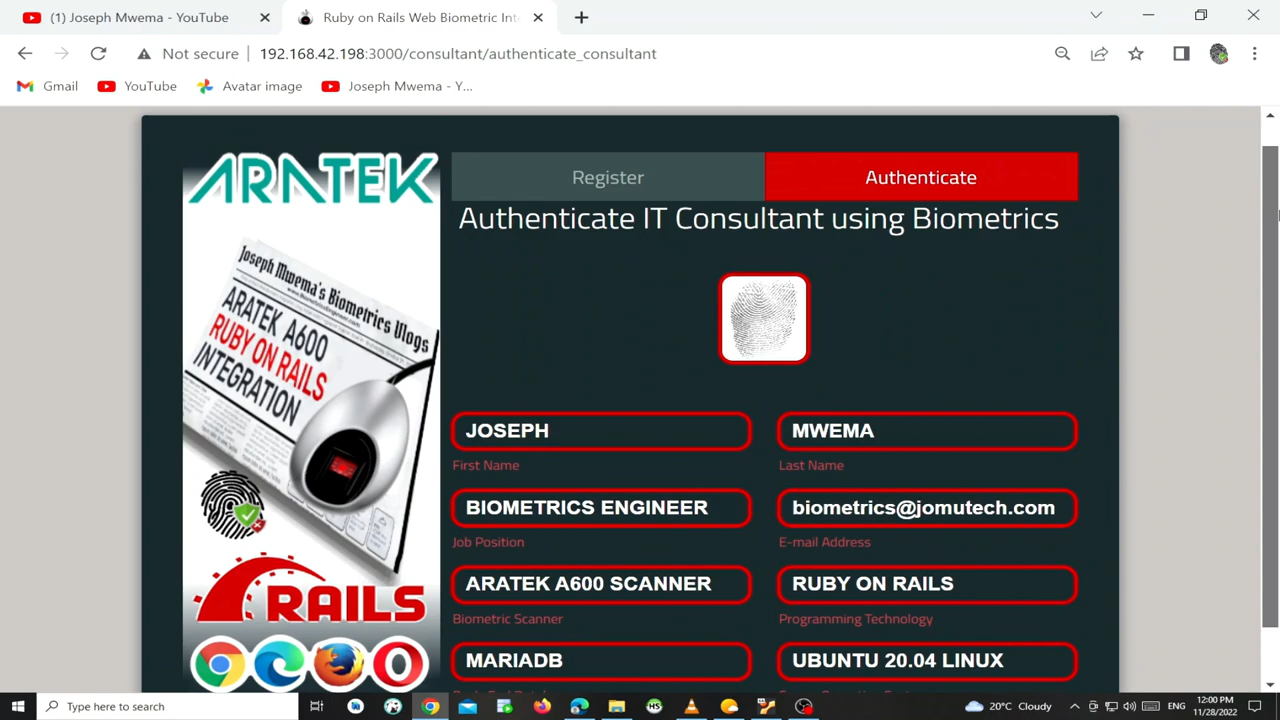 (1) Joseph Mwema - YouTube
Ruby on Rails Web Biometric Int
Not secure
192.168.42.198:3000/consultant/authenticate_consultant
Gmail
YouTube
Avatar image
Joseph Mwema - Y...
ARATEK
Register
Authenticate
Authenticate IT Consultant using Biometrics
Joseph Mwema's Biometrics Blogs
ARATEK A600
RUBY ON RAILS
INTEGRATION
RAILS
JOSEPH
First Name
MWEMA
Last Name
BIOMETRICS ENGINEER
Job Position
biometrics@jomutech.com
E-mail Address
ARATEK A600 SCANNER
Biometric Scanner
RUBY ON RAILS
Programming Technology
MARIADB
UBUNTU 20.04 LINUX
Type here to search
20°C Cloudy
ENG
12:00 PM
11/28/2022